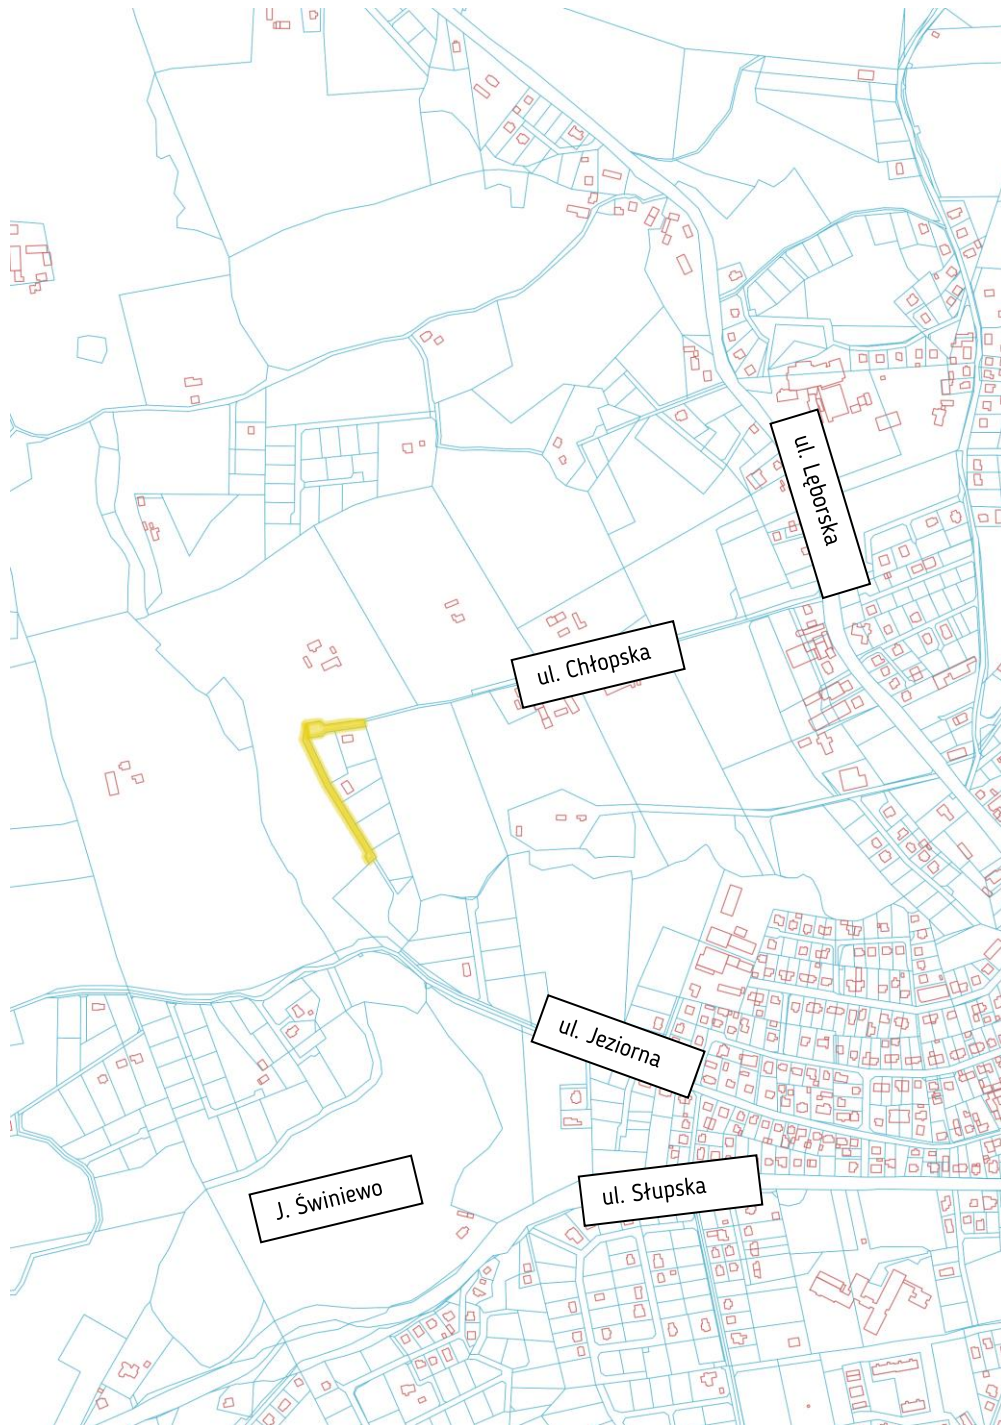 ul. Lęborska
ul. Chłopska
ul. Jeziorna
ul. Słupska
J. Świniewo